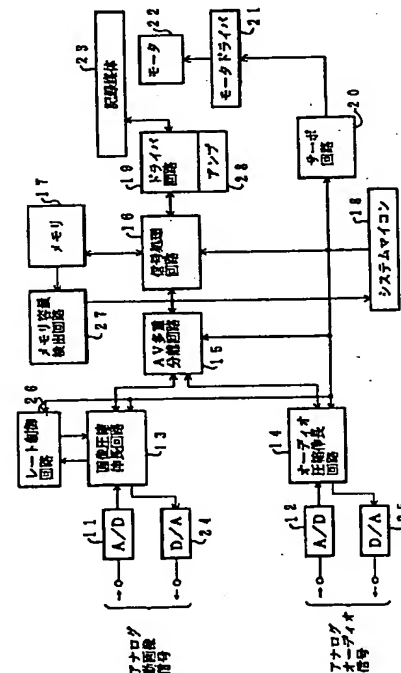 アナログ
動画像
信号
アナログ
オーディオ
信号
A/D
11
D/A
24
A/D
12
D/A
25
レート制御
回路
26
画像圧縮
伸長回路
13
オーディオ
圧縮伸長
回路
14
メモリ容量
検出回路
27
AV多重
分離回路
15
メモリ
17
信号処理
回路
16
システムマイコン
18
ドライバ
回路
19
アンプ
28
記録媒体
23
モータ
22
モータドライバ
21
サーボ
回路
20